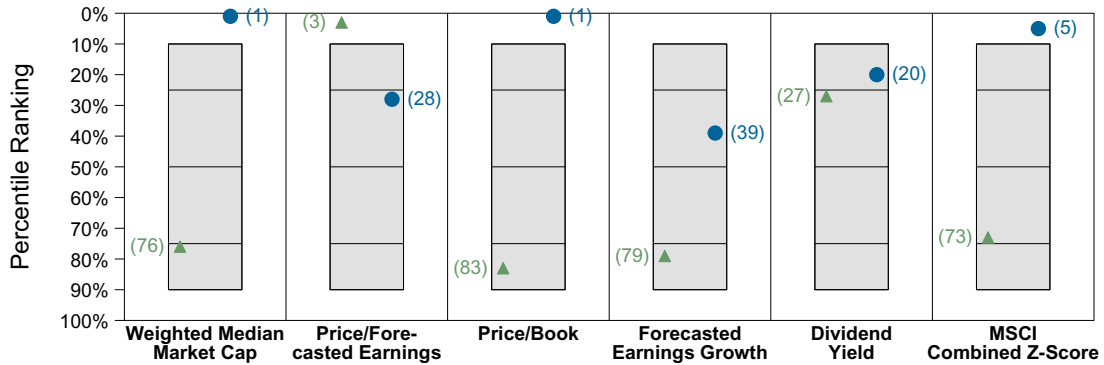 Percentile Ranking
0%
10%
20%
30%
40%
50%
60%
70%
80%
90%
100%
(76)
(1)
(3)
(28)
(83)
(1)
(79)
(39)
(27)
(20)
(73)
(5)
Weighted Median
Market Cap
Price/Fore-
casted Earnings
Price/Book
Forecasted
Earnings Growth
Dividend
Yield
MSCI
Combined Z-Score